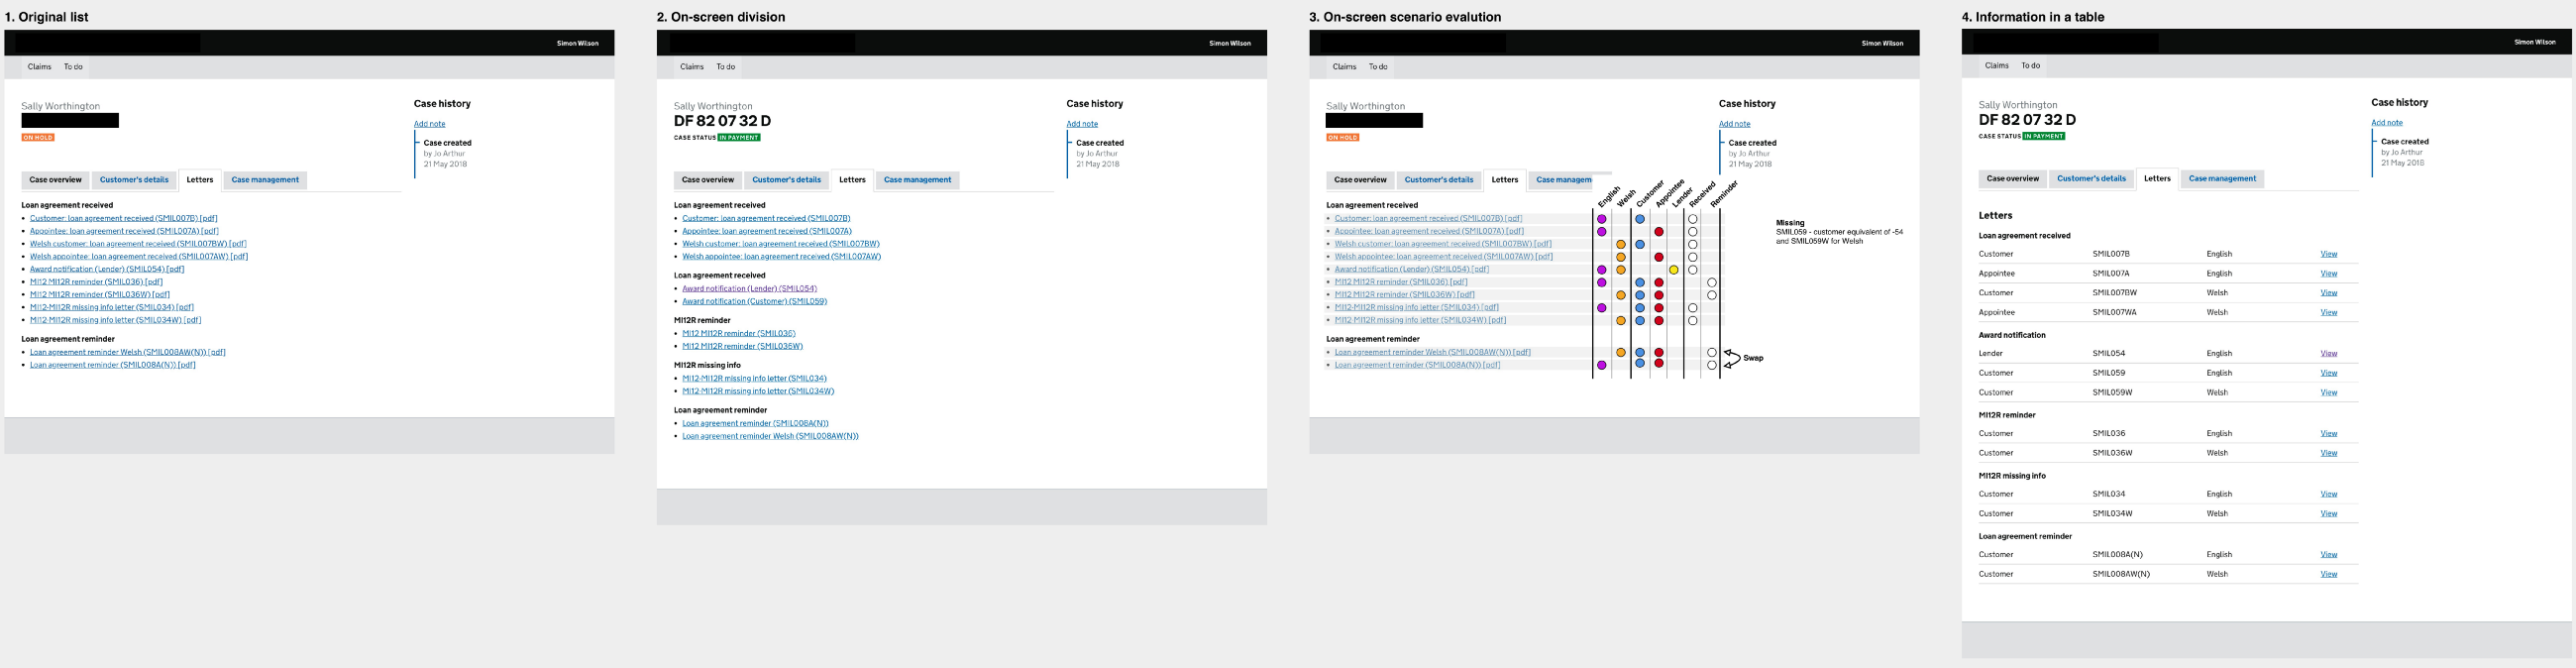 1. Original list
Simon Wilson
Claims To do
Sally Worthington
ON HOLD
Case history
Add note
Case created
by Jo Arthur
21 May 2018
Case overview Customer's details Letters Case management
Loan agreement received
• Customer: loan agreement received (SMIL007B) [pdf]
• Appointee: loan agreement received (SMIL007A) [pdf]
• Welsh customer: loan agreement received (SMIL007BW) [pdf]
• Welsh appointee: loan agreement received (SMIL007AW) [pdf]
• Award notification (Lender) (SMIL054) [pdf]
• MI12 MI12R reminder (SMIL036) [pdf]
• MI12 MI12R reminder (SMIL036W) [pdf]
• MI12-MI12R missing info letter (SMIL034) [pdf]
• MI12-MI12R missing info letter (SMIL034W) [pdf]
Loan agreement reminder
• Loan agreement reminder Welsh (SMIL008AW(N)) [pdf]
• Loan agreement reminder (SMIL008A(N)) [pdf]
2. On-screen division
Simon Wilson
Claims To do
Sally Worthington
DF 82 07 32 D
CASE STATUS IN PAYMENT
Case history
Add note
Case created
by Jo Arthur
21 May 2018
Case overview Customer's details Letters Case management
Loan agreement received
• Customer: loan agreement received (SMIL007B)
• Appointee: loan agreement received (SMIL007A)
• Welsh customer: loan agreement received (SMIL007BW)
• Welsh appointee: loan agreement received (SMIL007AW)
Loan agreement received
• Award notification (Lender) (SMIL054)
• Award notification (Customer) (SMIL059)
MI12R reminder
• MI12 MI12R reminder (SMIL036)
• MI12 MI12R reminder (SMIL036W)
MI12R missing info
• MI12-MI12R missing info letter (SMIL034)
• MI12-MI12R missing info letter (SMIL034W)
Loan agreement reminder
• Loan agreement reminder (SMIL008A(N))
• Loan agreement reminder Welsh (SMIL008AW(N))
3. On-screen scenario evalution
Simon Wilson
Claims To do
Sally Worthington
ON HOLD
Case history
Add note
Case created
by Jo Arthur
21 May 2018
Case overview Customer's details Letters Case managem
English Welsh Customer Appointee Lender Received Reminder
Loan agreement received
• Customer: loan agreement received (SMIL007B) [pdf]
• Appointee: loan agreement received (SMIL007A) [pdf]
• Welsh customer: loan agreement received (SMIL007BW) [pdf]
• Welsh appointee: loan agreement received (SMIL007AW) [pdf]
• Award notification (Lender) (SMIL054) [pdf]
• MI12 MI12R reminder (SMIL036) [pdf]
• MI12 MI12R reminder (SMIL036W) [pdf]
• MI12-MI12R missing info letter (SMIL034) [pdf]
• MI12-MI12R missing info letter (SMIL034W) [pdf]
Loan agreement reminder
• Loan agreement reminder Welsh (SMIL008AW(N)) [pdf]
• Loan agreement reminder (SMIL008A(N)) [pdf]
Swap
Missing
SMIL059 - customer equivalent of -54
and SMIL059W for Welsh
4. Information in a table
Simon Wilson
Claims To do
Sally Worthington
DF 82 07 32 D
CASE STATUS IN PAYMENT
Case history
Add note
Case created
by Jo Arthur
21 May 2018
Case overview Customer's details Letters Case management
Letters
Loan agreement received
Customer SMIL007B English View
Appointee SMIL007A English View
Customer SMIL007BW Welsh View
Appointee SMIL007WA Welsh View
Award notification
Lender SMIL054 English View
Customer SMIL059 English View
Customer SMIL059W Welsh View
MI12R reminder
Customer SMIL036 English View
Customer SMIL036W Welsh View
MI12R missing info
Customer SMIL034 English View
Customer SMIL034W Welsh View
Loan agreement reminder
Customer SMIL008A(N) English View
Customer SMIL008AW(N) Welsh View